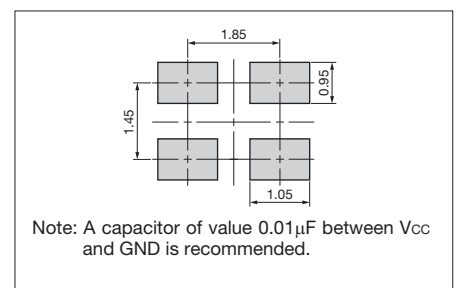 1.85
0.95
1.45
1.05
Note: A capacitor of value 0.01μF between Vcc
and GND is recommended.